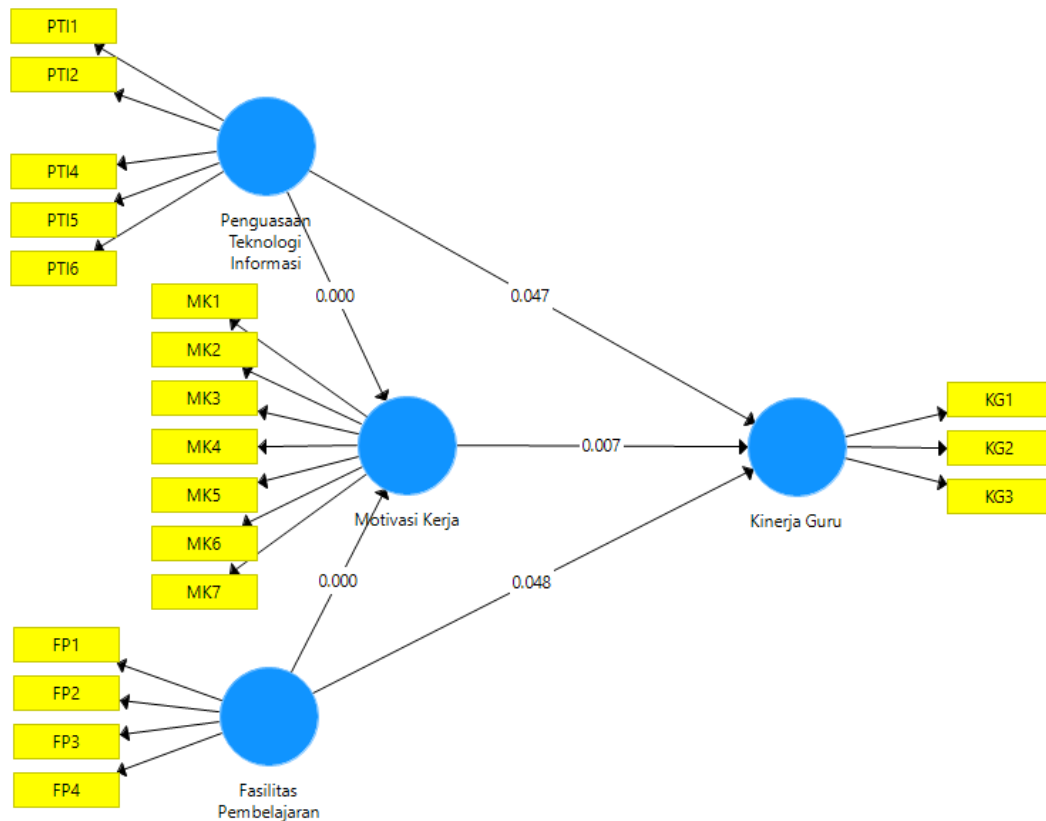 PTI1
PTI2
PTI4
PTI5
PTI6
Penguasaan
Teknologi
Informasi
0.000
0.047
MK1
MK2
MK3
MK4
MK5
MK6
MK7
Motivasi Kerja
0.007
KG1
KG2
KG3
Kinerja Guru
0.000
0.048
FP1
FP2
FP3
FP4
Fasilitas
Pembelajaran